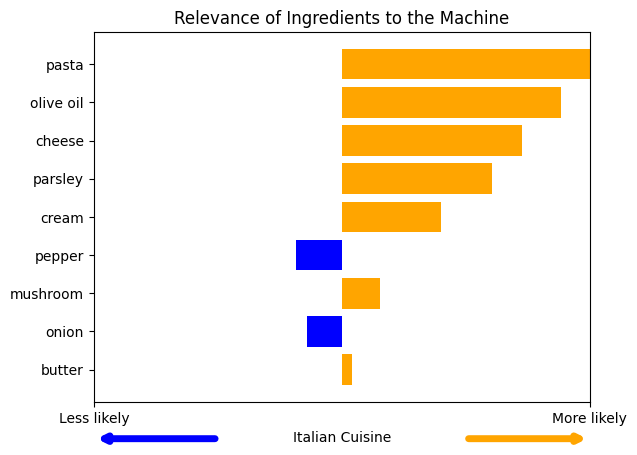 Relevance of Ingredients to the Machine
pasta
olive oil
cheese
parsley
cream
pepper
mushroom
onion
butter
Less likely
More likely
Italian Cuisine